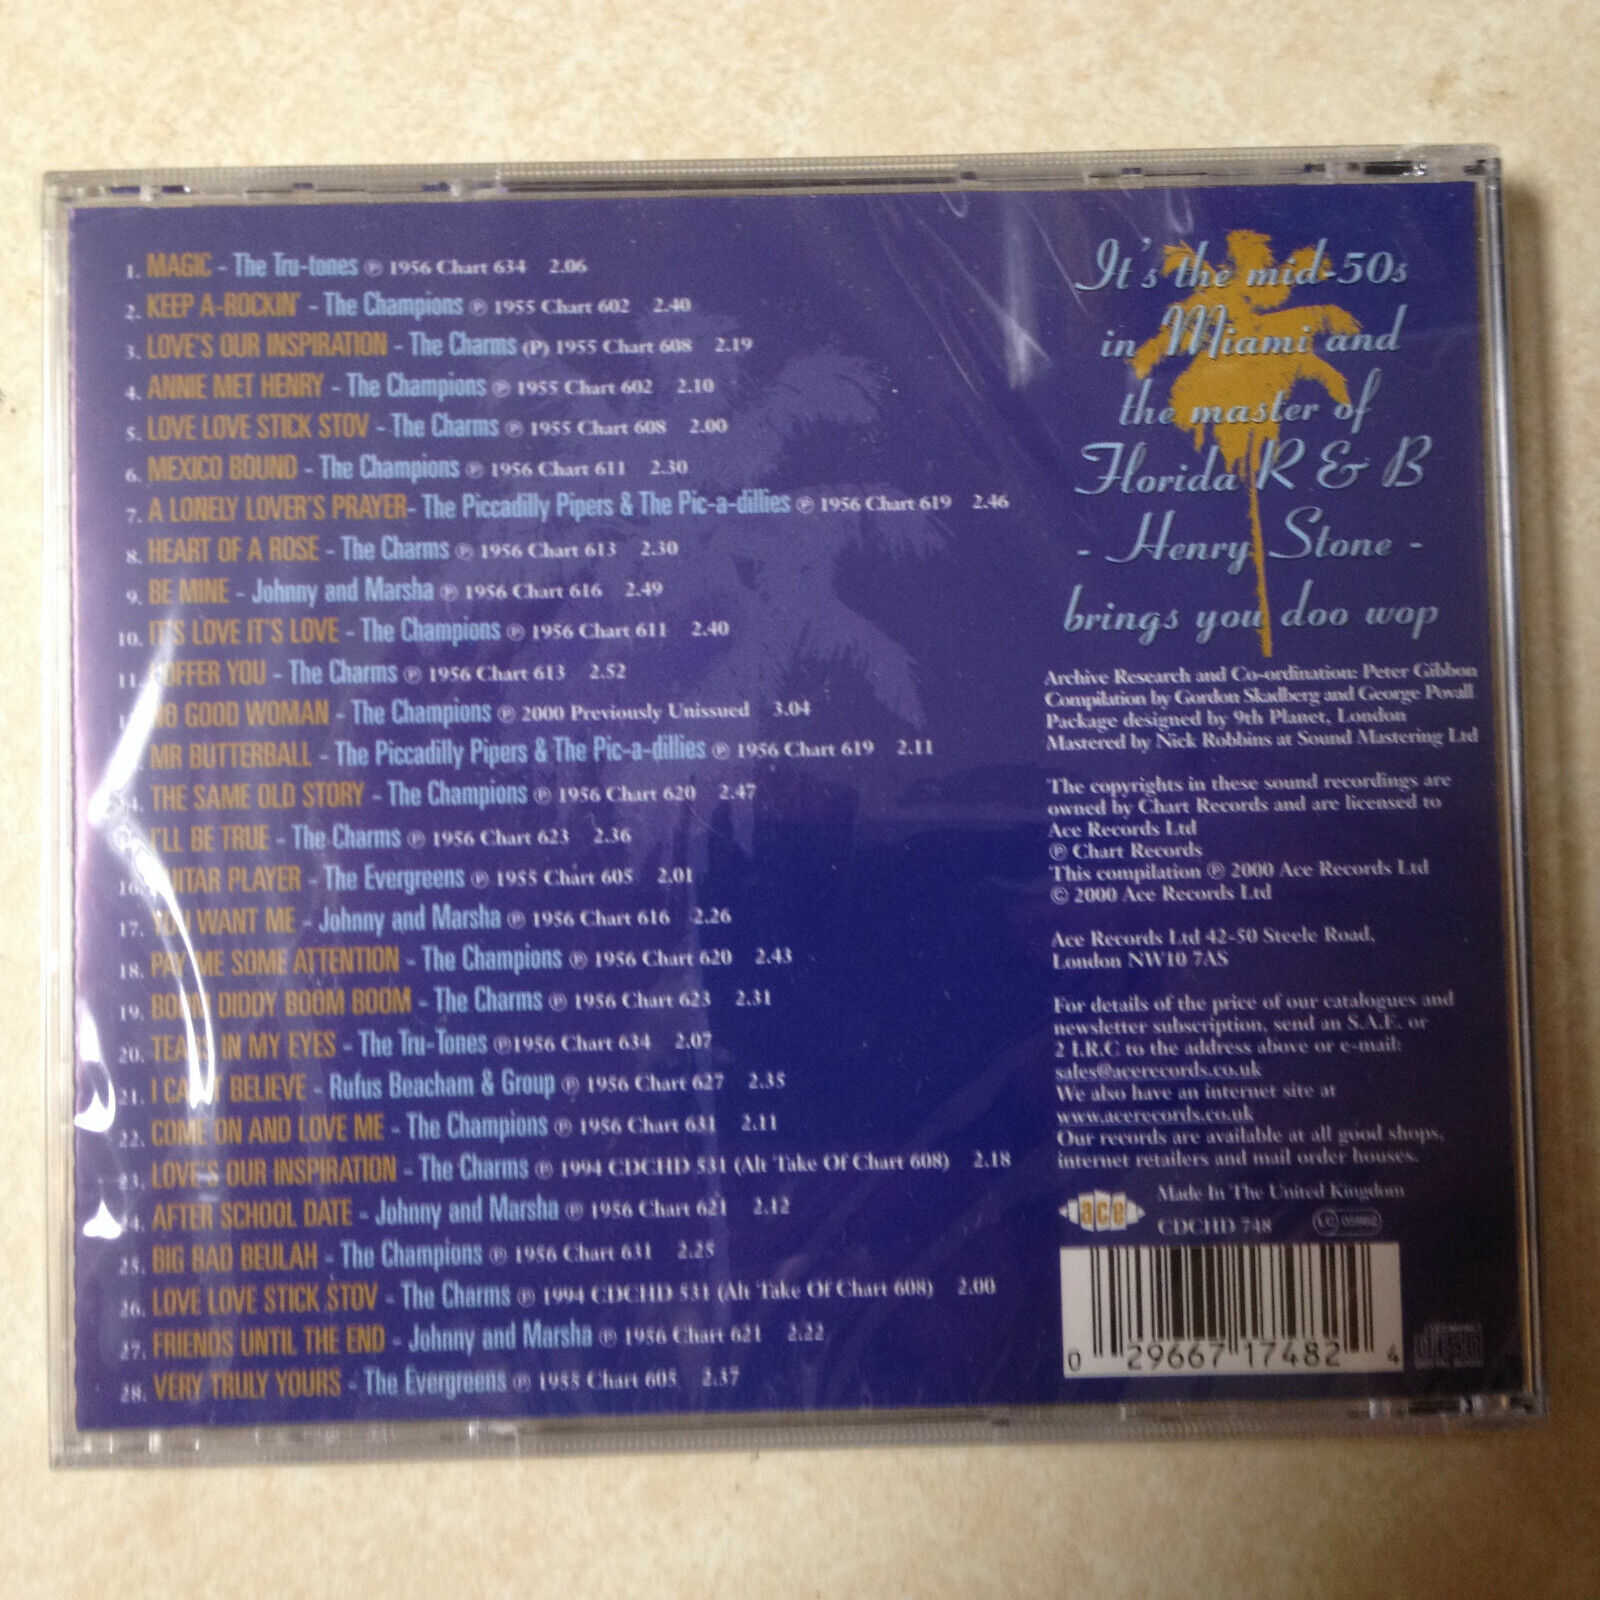 1. MAGIC - The Tru-tones ℗ 1956 Chart 634 2.06
2. KEEP A-ROCKIN' - The Champions ℗ 1955 Chart 602 2.40
3. LOVE'S OUR INSPIRATION - The Charms (P) 1955 Chart 608 2.19
4. ANNIE MET HENRY - The Champions ℗ 1955 Chart 602 2.10
5. LOVE LOVE STICK STOV - The Charms ℗ 1955 Chart 608 2.00
6. MEXICO BOUND - The Champions ℗ 1956 Chart 611 2.30
7. A LONELY LOVER'S PRAYER- The Piccadilly Pipers & The Pic-a-dillies ℗ 1956 Chart 619 2.46
8. HEART OF A ROSE - The Charms ℗ 1956 Chart 613 2.30
9. BE MINE - Johnny and Marsha ℗ 1956 Chart 616 2.49
10. IT'S LOVE IT'S LOVE - The Champions ℗ 1956 Chart 611 2.40
11. OFFER YOU - The Charms ℗ 1956 Chart 613 2.52
NO GOOD WOMAN - The Champions ℗ 2000 Previously Unissued 3.04
MR BUTTERBALL - The Piccadilly Pipers & The Pic-a-dillies ℗ 1956 Chart 619 2.11
14. THE SAME OLD STORY - The Champions ℗ 1956 Chart 620 2.47
I'LL BE TRUE - The Charms ℗ 1956 Chart 623 2.36
16. GUITAR PLAYER - The Evergreens ℗ 1955 Chart 605 2.01
17. YOU WANT ME - Johnny and Marsha ℗ 1956 Chart 616 2.26
18. PAY ME SOME ATTENTION - The Champions ℗ 1956 Chart 620 2.43
19. BOOM DIDDY BOOM BOOM - The Charms ℗ 1956 Chart 623 2.31
20. TEARS IN MY EYES - The Tru-Tones ℗1956 Chart 634 2.07
21. I CAN'T BELIEVE - Rufus Beacham & Group ℗ 1956 Chart 627 2.35
22. COME ON AND LOVE ME - The Champions ℗ 1956 Chart 631 2.11
23. LOVE'S OUR INSPIRATION - The Charms ℗ 1994 CDCHD 531 (Alt Take Of Chart 608) 2.18
24. AFTER SCHOOL DATE - Johnny and Marsha ℗ 1956 Chart 621 2.12
25. BIG BAD BEULAH - The Champions ℗ 1956 Chart 631 2.25
26. LOVE LOVE STICK STOV - The Charms ℗ 1994 CDCHD 531 (Alt Take Of Chart 608) 2.00
27. FRIENDS UNTIL THE END - Johnny and Marsha ℗ 1956 Chart 621 2.22
28. VERY TRULY YOURS - The Evergreens ℗ 1955 Chart 605 2.37
It's the mid-50s
in Miami and
the master of
Florida R & B
- Henry Stone -
brings you doo wop
Archive Research and Co-ordination: Peter Gibbon
Compilation by Gordon Skadberg and George Povall
Package designed by 9th Planet, London
Mastered by Nick Robbins at Sound Mastering Ltd
The copyrights in these sound recordings are
owned by Chart Records and are licensed to
Ace Records Ltd
℗ Chart Records
This compilation ℗ 2000 Ace Records Ltd
© 2000 Ace Records Ltd
Ace Records Ltd 42-50 Steele Road,
London NW10 7AS
For details of the price of our catalogues and
newsletter subscription, send an S.A.E. or
2 I.R.C to the address above or e-mail:
sales@acerecords.co.uk
We also have an internet site at
www.acerecords.co.uk
Our records are available at all good shops,
internet retailers and mail order houses.
ace
Made In The United Kingdom
CDCHD 748
LC
0 29667 17482 4